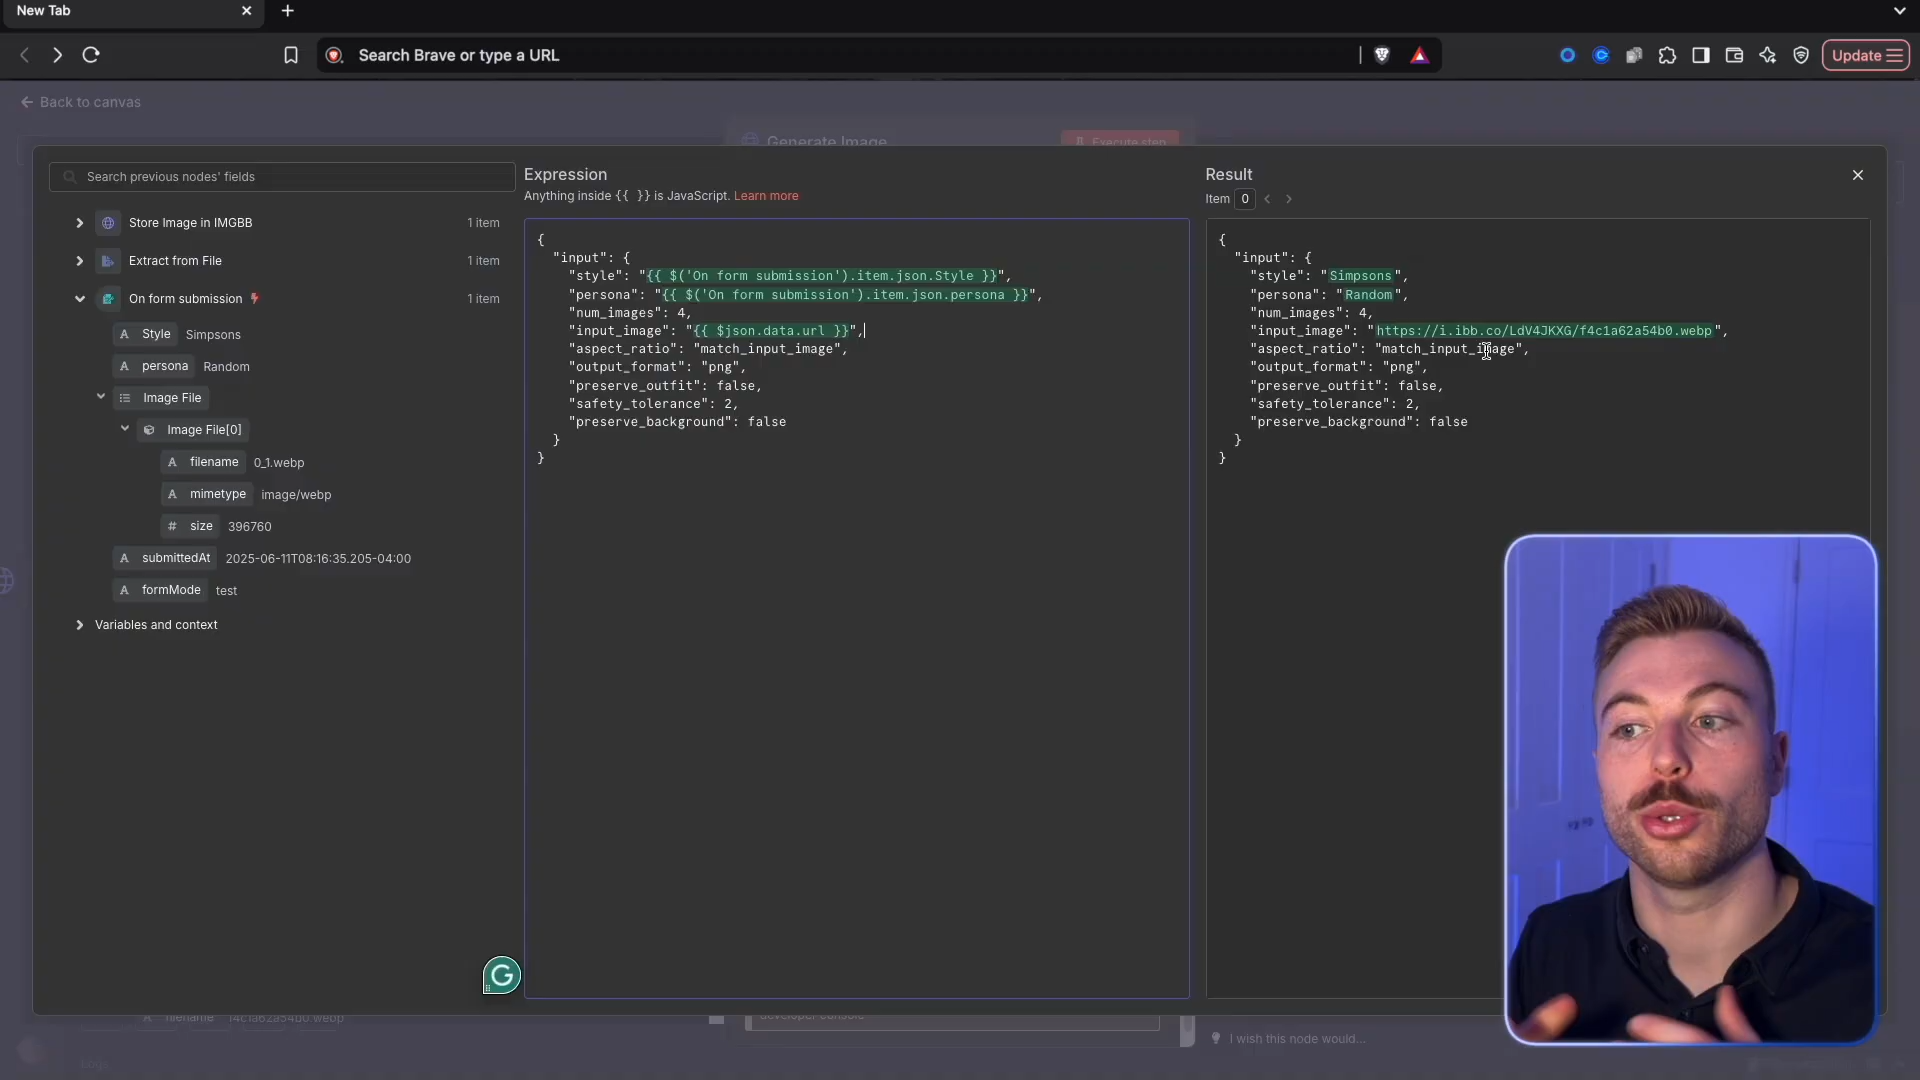 New Tab
Search Brave or type a URL
Update
Back to canvas
Generate Image
Execute step
Search previous nodes' fields
Store Image in IMGBB
1 item
Extract from File
1 item
On form submission
1 item
Style
Simpsons
persona
Random
Image File
Image File[0]
filename
0_1.webp
mimetype
image/webp
size
396760
submittedAt
2025-06-11T08:16:35.205-04:00
formMode
test
Variables and context
Expression
Anything inside {{ }} is JavaScript. Learn more
{
"input": {
"style": "{{ $('On form submission').item.json.Style }}",
"persona": "{{ $('On form submission').item.json.persona }}",
"num_images": 4,
"input_image": "{{ $json.data.url }}",
"aspect_ratio": "match_input_image",
"output_format": "png",
"preserve_outfit": false,
"safety_tolerance": 2,
"preserve_background": false
}
}
Result
Item 0
{
"input": {
"style": "Simpsons",
"persona": "Random",
"num_images": 4,
"input_image": "https://i.ibb.co/LdV4JKXG/f4c1a62a54b0.webp",
"aspect_ratio": "match_input_image",
"output_format": "png",
"preserve_outfit": false,
"safety_tolerance": 2,
"preserve_background": false
}
}
filename
f4c1a62a54b0.webp
developer console
I wish this node would...